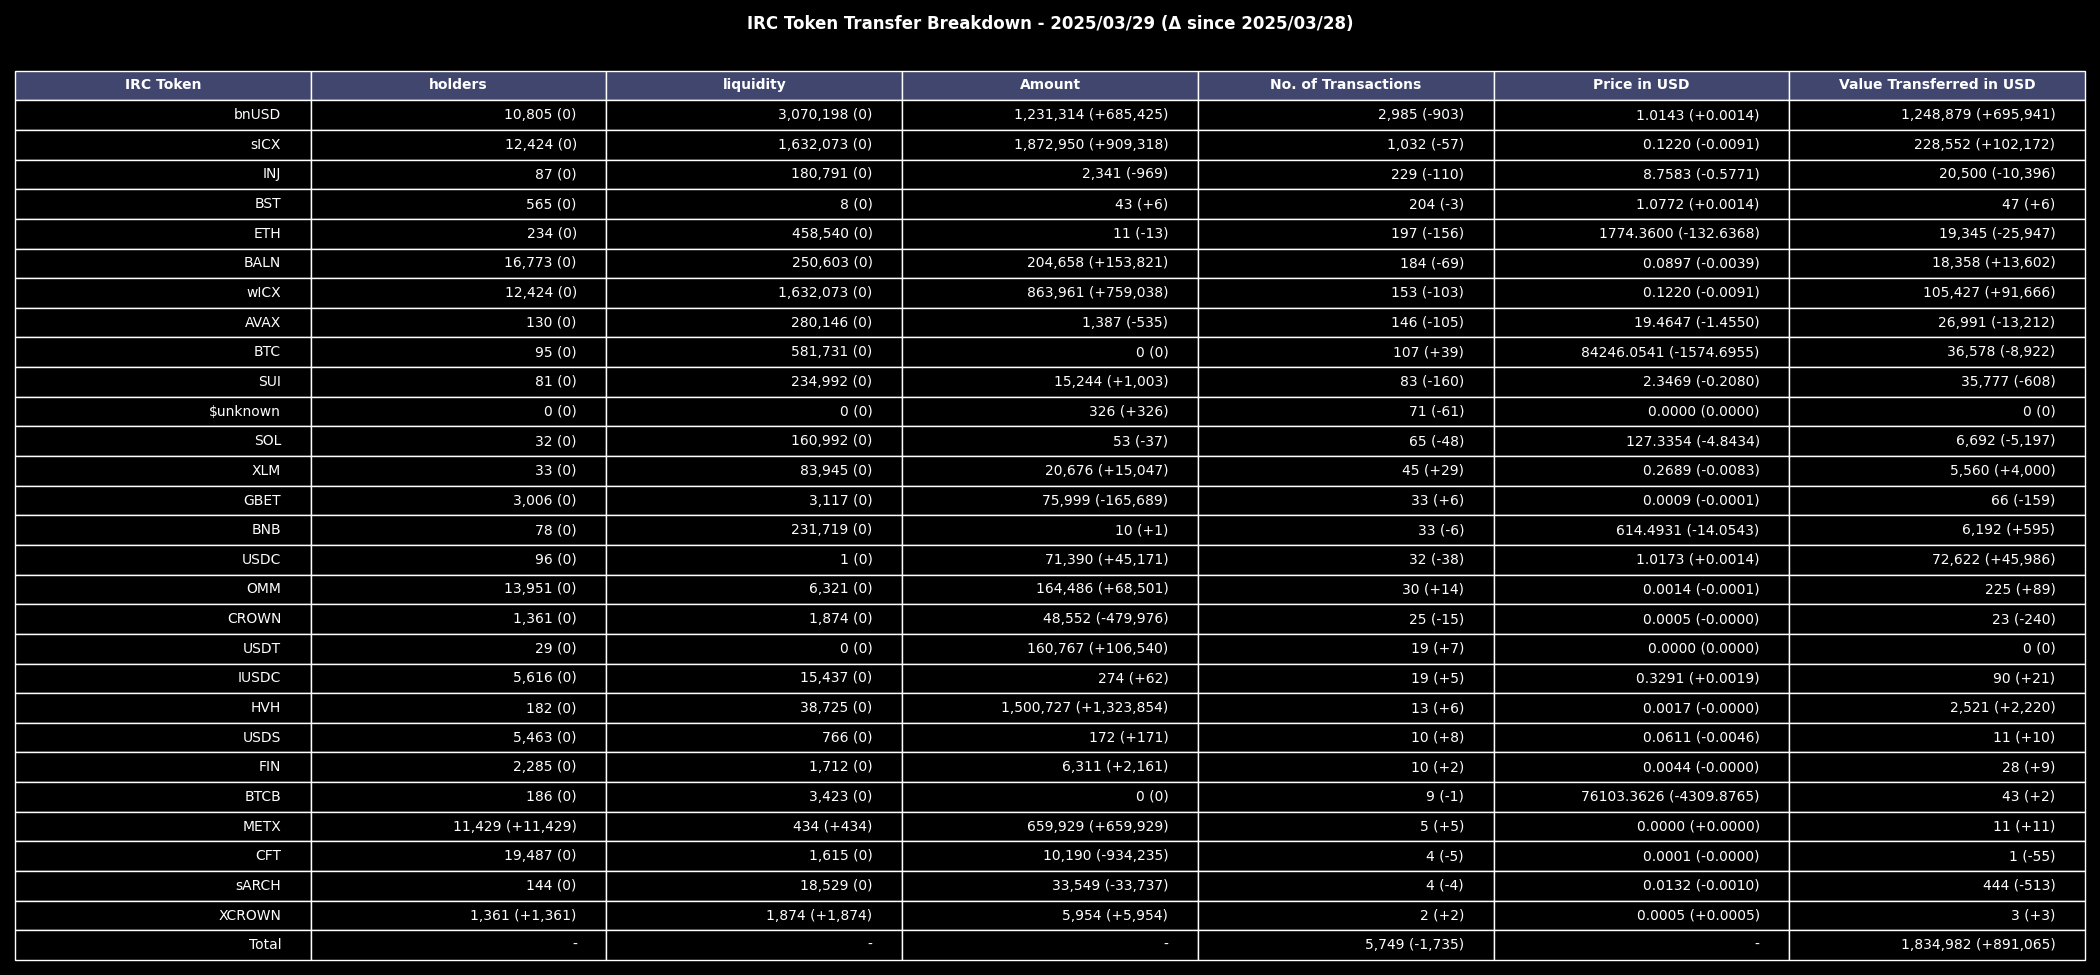 IRC Token Transfer Breakdown - 2025/03/29 (Δ since 2025/03/28)
IRC Token holders liquidity Amount No. of Transactions Price in USD Value Transferred in USD
bnUSD 10,805 (0) 3,070,198 (0) 1,231,314 (+685,425) 2,985 (-903) 1.0143 (+0.0014) 1,248,879 (+695,941)
sICX 12,424 (0) 1,632,073 (0) 1,872,950 (+909,318) 1,032 (-57) 0.1220 (-0.0091) 228,552 (+102,172)
INJ 87 (0) 180,791 (0) 2,341 (-969) 229 (-110) 8.7583 (-0.5771) 20,500 (-10,396)
BST 565 (0) 8 (0) 43 (+6) 204 (-3) 1.0772 (+0.0014) 47 (+6)
ETH 234 (0) 458,540 (0) 11 (-13) 197 (-156) 1774.3600 (-132.6368) 19,345 (-25,947)
BALN 16,773 (0) 250,603 (0) 204,658 (+153,821) 184 (-69) 0.0897 (-0.0039) 18,358 (+13,602)
wICX 12,424 (0) 1,632,073 (0) 863,961 (+759,038) 153 (-103) 0.1220 (-0.0091) 105,427 (+91,666)
AVAX 130 (0) 280,146 (0) 1,387 (-535) 146 (-105) 19.4647 (-1.4550) 26,991 (-13,212)
BTC 95 (0) 581,731 (0) 0 (0) 107 (+39) 84246.0541 (-1574.6955) 36,578 (-8,922)
SUI 81 (0) 234,992 (0) 15,244 (+1,003) 83 (-160) 2.3469 (-0.2080) 35,777 (-608)
$unknown 0 (0) 0 (0) 326 (+326) 71 (-61) 0.0000 (0.0000) 0 (0)
SOL 32 (0) 160,992 (0) 53 (-37) 65 (-48) 127.3354 (-4.8434) 6,692 (-5,197)
XLM 33 (0) 83,945 (0) 20,676 (+15,047) 45 (+29) 0.2689 (-0.0083) 5,560 (+4,000)
GBET 3,006 (0) 3,117 (0) 75,999 (-165,689) 33 (+6) 0.0009 (-0.0001) 66 (-159)
BNB 78 (0) 231,719 (0) 10 (+1) 33 (-6) 614.4931 (-14.0543) 6,192 (+595)
USDC 96 (0) 1 (0) 71,390 (+45,171) 32 (-38) 1.0173 (+0.0014) 72,622 (+45,986)
OMM 13,951 (0) 6,321 (0) 164,486 (+68,501) 30 (+14) 0.0014 (-0.0001) 225 (+89)
CROWN 1,361 (0) 1,874 (0) 48,552 (-479,976) 25 (-15) 0.0005 (-0.0000) 23 (-240)
USDT 29 (0) 0 (0) 160,767 (+106,540) 19 (+7) 0.0000 (0.0000) 0 (0)
IUSDC 5,616 (0) 15,437 (0) 274 (+62) 19 (+5) 0.3291 (+0.0019) 90 (+21)
HVH 182 (0) 38,725 (0) 1,500,727 (+1,323,854) 13 (+6) 0.0017 (-0.0000) 2,521 (+2,220)
USDS 5,463 (0) 766 (0) 172 (+171) 10 (+8) 0.0611 (-0.0046) 11 (+10)
FIN 2,285 (0) 1,712 (0) 6,311 (+2,161) 10 (+2) 0.0044 (-0.0000) 28 (+9)
BTCB 186 (0) 3,423 (0) 0 (0) 9 (-1) 76103.3626 (-4309.8765) 43 (+2)
METX 11,429 (+11,429) 434 (+434) 659,929 (+659,929) 5 (+5) 0.0000 (+0.0000) 11 (+11)
CFT 19,487 (0) 1,615 (0) 10,190 (-934,235) 4 (-5) 0.0001 (-0.0000) 1 (-55)
sARCH 144 (0) 18,529 (0) 33,549 (-33,737) 4 (-4) 0.0132 (-0.0010) 444 (-513)
XCROWN 1,361 (+1,361) 1,874 (+1,874) 5,954 (+5,954) 2 (+2) 0.0005 (+0.0005) 3 (+3)
Total - - - 5,749 (-1,735) - 1,834,982 (+891,065)